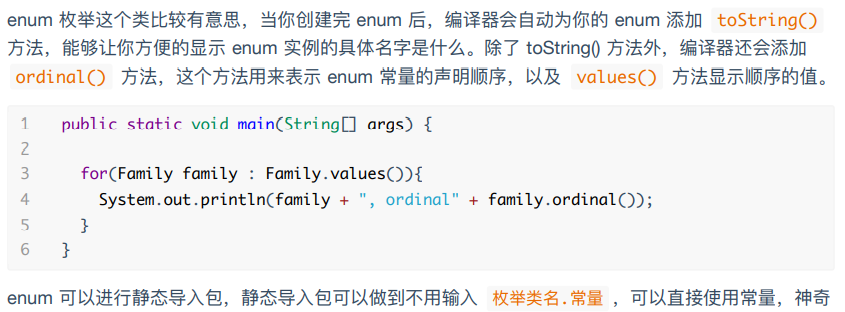 enum 枚举这个类比较有意思，当你创建完 enum 后，编译器会自动为你的 enum 添加 toString()
方法，能够让你方便的显示 enum 实例的具体名字是什么。除了 toString() 方法外，编译器还会添加
ordinal() 方法，这个方法用来表示 enum 常量的声明顺序，以及 values() 方法显示顺序的值。
1 public static void main(String[] args) {
2
3 for(Family family : Family.values()){
4 System.out.println(family + ", ordinal" + family.ordinal());
5 }
6 }
enum 可以进行静态导入包，静态导入包可以做到不用输入 枚举类名.常量 ，可以直接使用常量，神奇